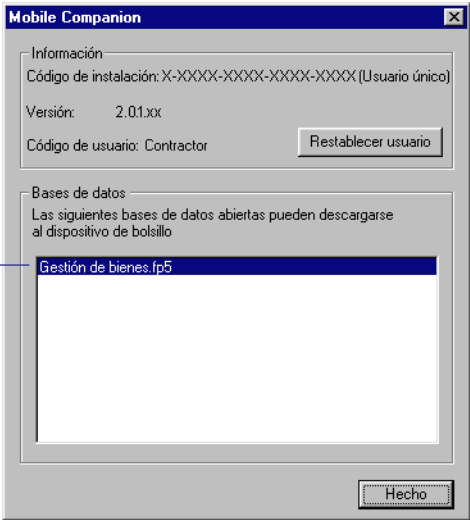 Mobile Companion
Información
Código de instalación: X-XXXX-XXXX-XXXX-XXXX (Usuario único)
Versión: 2.0.1.xx
Código de usuario: Contractor
Restablecer usuario
Bases de datos
Las siguientes bases de datos abiertas pueden descargarse
al dispositivo de bolsillo
Gestión de bienes.fp5
Hecho